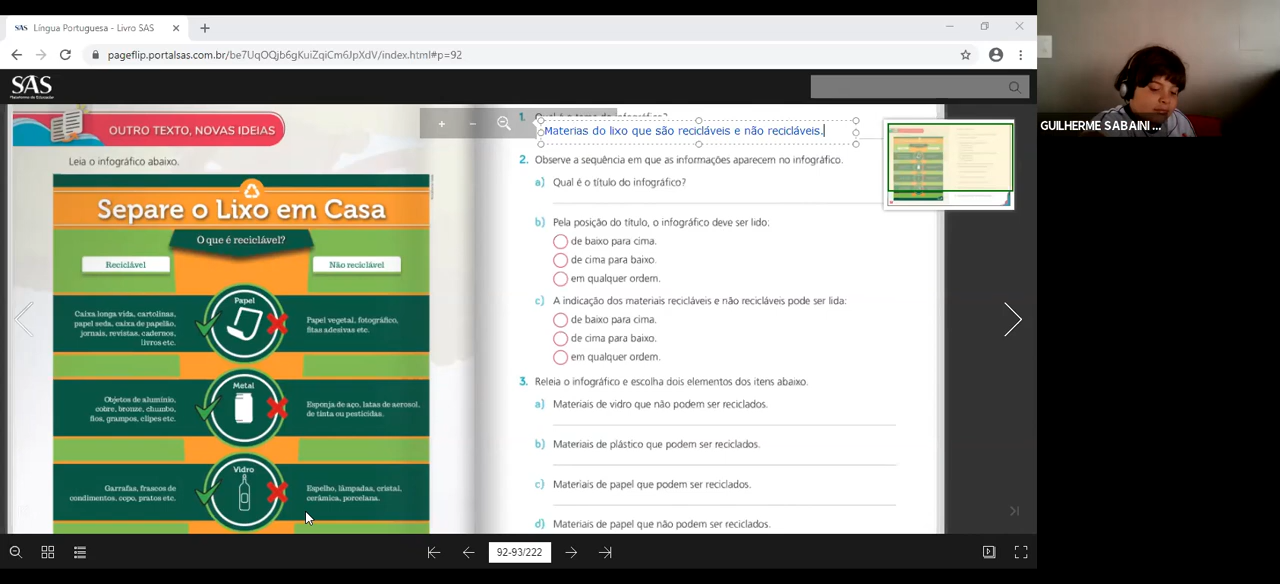 SAS Língua Portuguesa - Livro SAS
pageflip.portalsas.com.br/be7UqOQjb6gKuiZqiCm6JpXdV/index.html#p=92
SAS
GUILHERME SABAINI ...
OUTRO TEXTO, NOVAS IDEIAS
Leia o infográfico abaixo.
Separe o Lixo em Casa
O que é reciclável?
Reciclável
Não reciclável
Papel
Caixa longa vida, cartolinas,
papel seda, caixa de papelão,
jornais, revistas, cadernos,
livros etc.
Papel vegetal, fotográfico,
fitas adesivas etc.
Metal
Objetos de alumínio,
cobre, bronze, chumbo,
fios, grampos, clipes etc.
Esponja de aço, latas de aerosol,
de tinta ou pesticidas.
Vidro
Garrafas, frascos de
condimentos, copo, pratos etc.
Espelho, lâmpadas, cristal,
cerâmica, porcelana.
1.
Materias do lixo que são recicláveis e não recicláveis.
2. Observe a sequência em que as informações aparecem no infográfico.
a) Qual é o título do infográfico?
b) Pela posição do título, o infográfico deve ser lido:
de baixo para cima.
de cima para baixo.
em qualquer ordem.
c) A indicação dos materiais recicláveis e não recicláveis pode ser lida:
de baixo para cima.
de cima para baixo.
em qualquer ordem.
3. Releia o infográfico e escolha dois elementos dos itens abaixo.
a) Materiais de vidro que não podem ser reciclados.
b) Materiais de plástico que podem ser reciclados.
c) Materiais de papel que podem ser reciclados.
d) Materiais de papel que não podem ser reciclados.
92-93/222